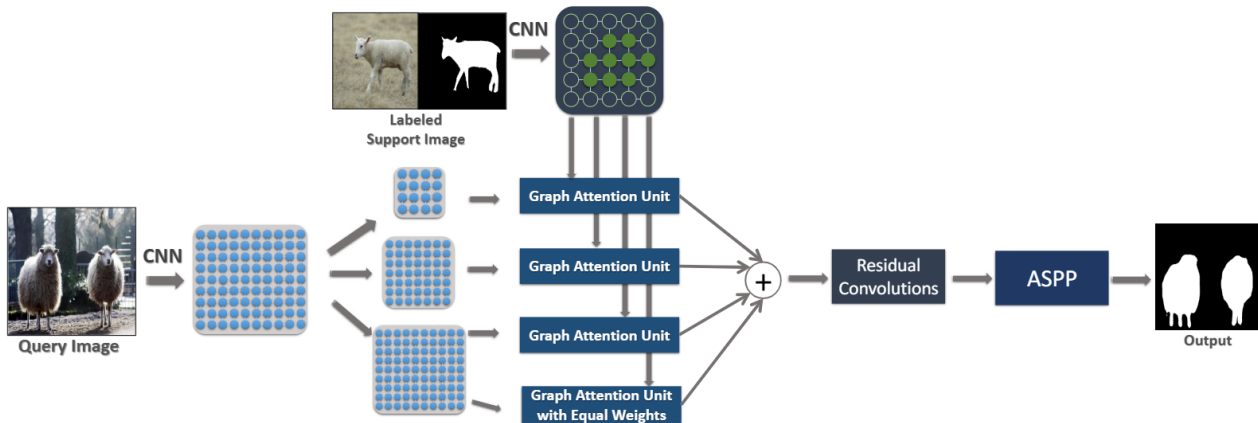 CNN
Labeled
Support Image
Graph Attention Unit
CNN
Graph Attention Unit
+
Residual
Convolutions
ASPP
Query Image
Graph Attention Unit
Output
Graph Attention Unit
with Equal Weights